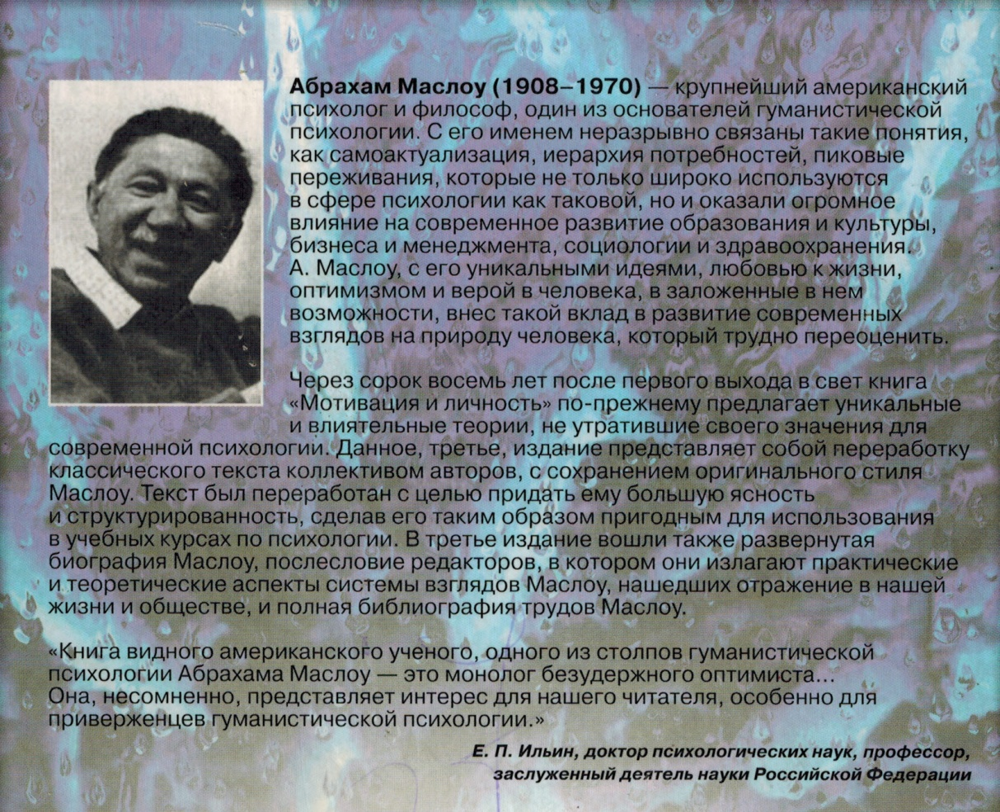 Абрахам Маслоу (1908–1970) — крупнейший американский
психолог и философ, один из основателей гуманистической
психологии. С его именем неразрывно связаны такие понятия,
как самоактуализация, иерархия потребностей, пиковые
переживания, которые не только широко используются
в сфере психологии как таковой, но и оказали огромное
влияние на современное развитие образования и культуры,
бизнеса и менеджмента, социологии и здравоохранения.
А. Маслоу, с его уникальными идеями, любовью к жизни,
оптимизмом и верой в человека, в заложенные в нем
возможности, внес такой вклад в развитие современных
взглядов на природу человека, который трудно переоценить.
Через сорок восемь лет после первого выхода в свет книга
«Мотивация и личность» по-прежнему предлагает уникальные
и влиятельные теории, не утратившие своего значения для
современной психологии. Данное, третье, издание представляет собой переработку
классического текста коллективом авторов, с сохранением оригинального стиля
Маслоу. Текст был переработан с целью придать ему большую ясность
и структурированность, сделав его таким образом пригодным для использования
в учебных курсах по психологии. В третье издание вошли также развернутая
биография Маслоу, послесловие редакторов, в котором они излагают практические
и теоретические аспекты системы взглядов Маслоу, нашедших отражение в нашей
жизни и обществе, и полная библиография трудов Маслоу.
«Книга видного американского ученого, одного из столпов гуманистической
психологии Абрахама Маслоу — это монолог безудержного оптимиста...
Она, несомненно, представляет интерес для нашего читателя, особенно для
приверженцев гуманистической психологии.»
Е. П. Ильин, доктор психологических наук, профессор,
заслуженный деятель науки Российской Федерации